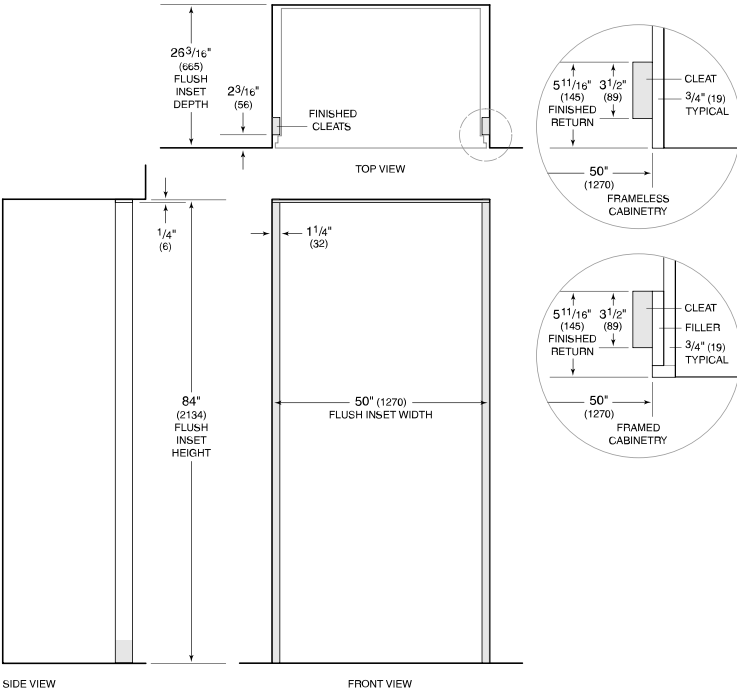 26 3/16"
(665)
FLUSH
INSET
DEPTH
2 3/16"
(56)
FINISHED
CLEATS
TOP VIEW
5 11/16"
(145)
FINISHED
RETURN
3 1/2"
(89)
CLEAT
3/4" (19)
TYPICAL
50"
(1270)
FRAMELESS
CABINETRY
1/4"
(6)
1 1/4"
(32)
84"
(2134)
FLUSH
INSET
HEIGHT
50" (1270)
FLUSH INSET WIDTH
5 11/16"
(145)
FINISHED
RETURN
3 1/2"
(89)
CLEAT
FILLER
3/4" (19)
TYPICAL
50"
(1270)
FRAMED
CABINETRY
SIDE VIEW
FRONT VIEW